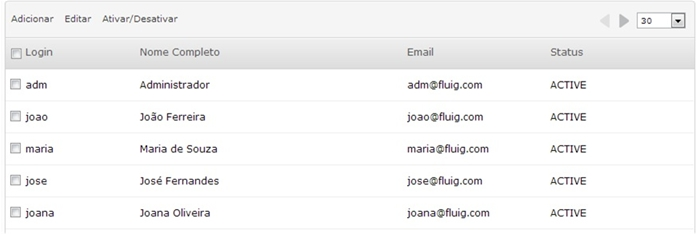 Adicionar Editar Ativar/Desativar 30
Login Nome Completo Email Status
adm Administrador adm@fluig.com ACTIVE
joao João Ferreira joao@fluig.com ACTIVE
maria Maria de Souza maria@fluig.com ACTIVE
jose José Fernandes jose@fluig.com ACTIVE
joana Joana Oliveira joana@fluig.com ACTIVE